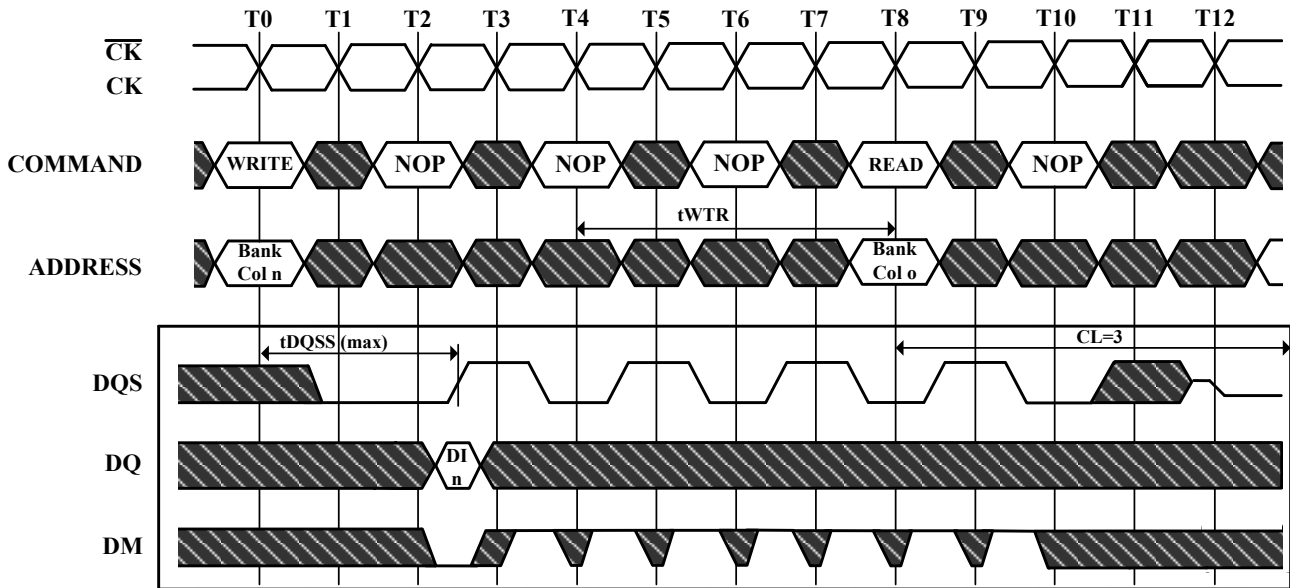 T0 T1 T2 T3 T4 T5 T6 T7 T8 T9 T10 T11 T12
CK
CK
COMMAND WRITE NOP NOP NOP READ NOP
tWTR
ADDRESS
Bank
Col n
Bank
Col o
tDQSS (max)
CL=3
DQS
DQ
DI
n
DM